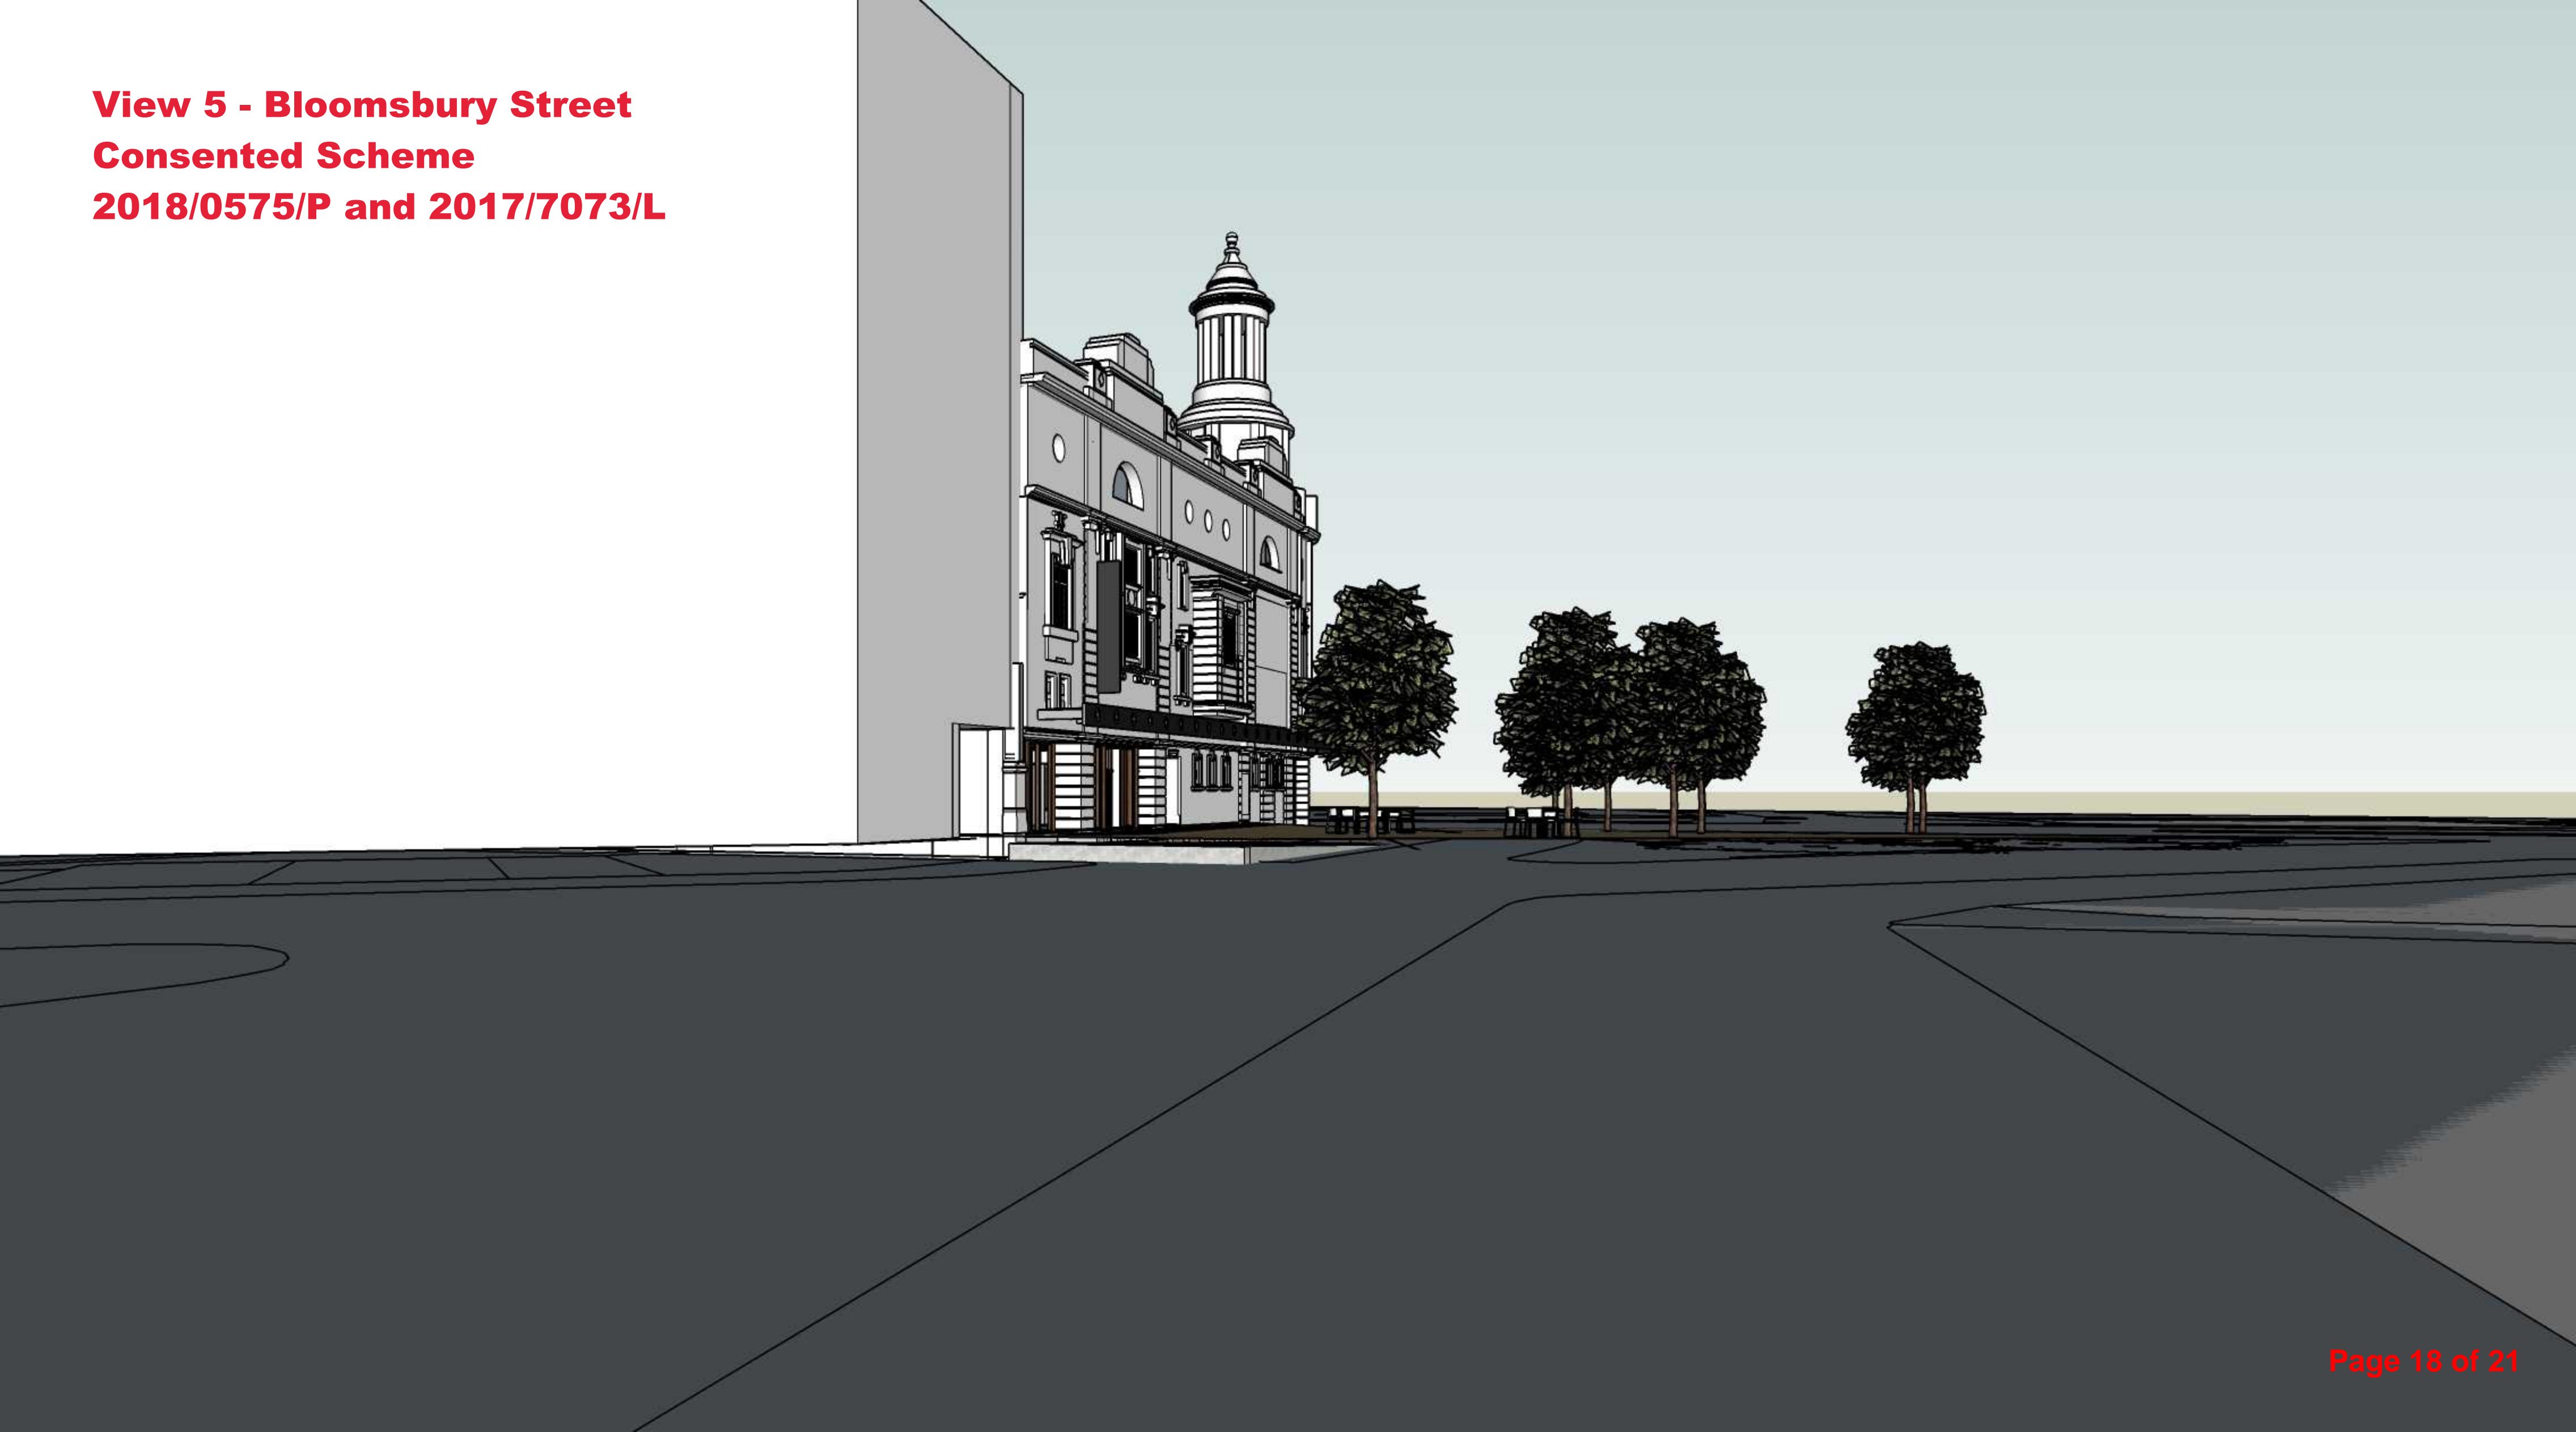 View 5 - Bloomsbury Street
Consented Scheme
2018/0575/P and 2017/7073/L
Page 18 of 21